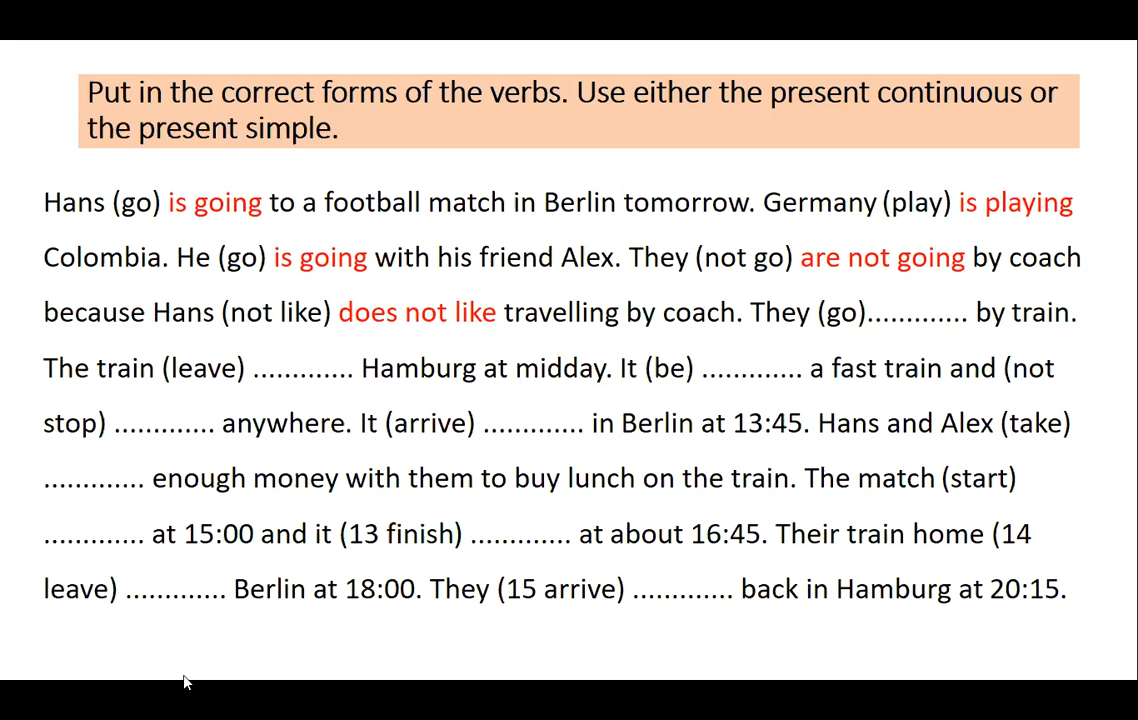 Put in the correct forms of the verbs. Use either the present continuous or
the present simple.
Hans (go) is going to a football match in Berlin tomorrow. Germany (play) is playing
Colombia. He (go) is going with his friend Alex. They (not go) are not going by coach
because Hans (not like) does not like travelling by coach. They (go)............. by train.
The train (leave) ............. Hamburg at midday. It (be) ............. a fast train and (not
stop) ............. anywhere. It (arrive) ............. in Berlin at 13:45. Hans and Alex (take)
............. enough money with them to buy lunch on the train. The match (start)
............. at 15:00 and it (13 finish) ............. at about 16:45. Their train home (14
leave) ............. Berlin at 18:00. They (15 arrive) ............. back in Hamburg at 20:15.